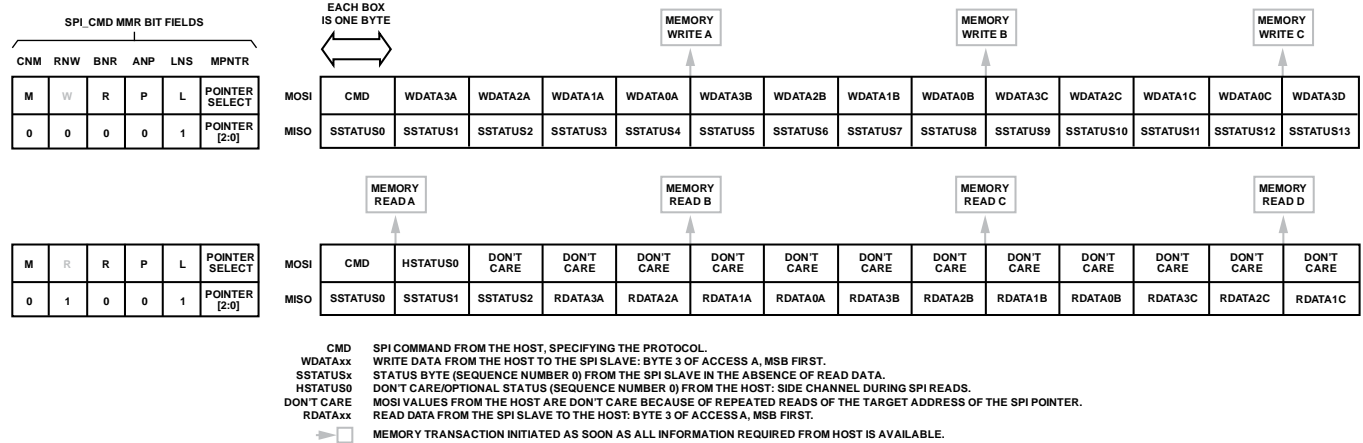 SPI_CMD MMR BIT FIELDS
EACH BOX
IS ONE BYTE
MEMORY
WRITE A
MEMORY
WRITE B
MEMORY
WRITE C
CNM RNW BNR ANP LNS MPNTR
M W R P L POINTER SELECT
0 0 0 0 1 POINTER [2:0]
MOSI CMD WDATA3A WDATA2A WDATA1A WDATA0A WDATA3B WDATA2B WDATA1B WDATA0B WDATA3C WDATA2C WDATA1C WDATA0C WDATA3D
MISO SSTATUS0 SSTATUS1 SSTATUS2 SSTATUS3 SSTATUS4 SSTATUS5 SSTATUS6 SSTATUS7 SSTATUS8 SSTATUS9 SSTATUS10 SSTATUS11 SSTATUS12 SSTATUS13
MEMORY
READ A
MEMORY
READ B
MEMORY
READ C
MEMORY
READ D
M R R P L POINTER SELECT
0 1 0 0 1 POINTER [2:0]
MOSI CMD HSTATUS0 DON'T CARE DON'T CARE DON'T CARE DON'T CARE DON'T CARE DON'T CARE DON'T CARE DON'T CARE DON'T CARE DON'T CARE DON'T CARE DON'T CARE
MISO SSTATUS0 SSTATUS1 SSTATUS2 RDATA3A RDATA2A RDATA1A RDATA0A RDATA3B RDATA2B RDATA1B RDATA0B RDATA3C RDATA2C RDATA1C
CMD SPI COMMAND FROM THE HOST, SPECIFYING THE PROTOCOL.
WDATAxx WRITE DATA FROM THE HOST TO THE SPI SLAVE: BYTE 3 OF ACCESS A, MSB FIRST.
SSTATUSx STATUS BYTE (SEQUENCE NUMBER 0) FROM THE SPI SLAVE IN THE ABSENCE OF READ DATA.
HSTATUS0 DON'T CARE/OPTIONAL STATUS (SEQUENCE NUMBER 0) FROM THE HOST: SIDE CHANNEL DURING SPI READS.
DON'T CARE MOSI VALUES FROM THE HOST ARE DON'T CARE BECAUSE OF REPEATED READS OF THE TARGET ADDRESS OF THE SPI POINTER.
RDATAxx READ DATA FROM THE SPI SLAVE TO THE HOST: BYTE 3 OF ACCESS A, MSB FIRST.
MEMORY TRANSACTION INITIATED AS SOON AS ALL INFORMATION REQUIRED FROM HOST IS AVAILABLE.